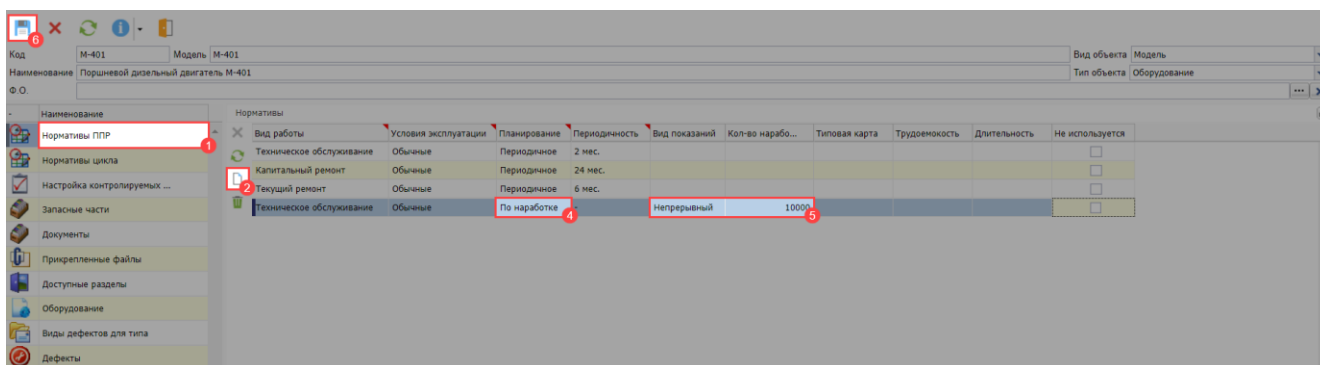 6
Код М-401 Модель М-401 Вид объекта Модель
Наименование Поршневой дизельный двигатель М-401 Тип объекта Оборудование
Ф.О.
- Наименование
Нормативы ППР 1
Нормативы цикла
Настройка контролируемых ...
Запасные части
Документы
Прикрепленные файлы
Доступные разделы
Оборудование
Виды дефектов для типа
Дефекты
Нормативы
Вид работы Условия эксплуатации Планирование Периодичность Вид показаний Кол-во нарабо... Типовая карта Трудоемкость Длительность Не используется
Техническое обслуживание Обычные Периодичное 2 мес.
Капитальный ремонт Обычные Периодичное 24 мес.
2 Текущий ремонт Обычные Периодичное 6 мес.
Техническое обслуживание Обычные По наработке 4 - Непрерывный 10000 5